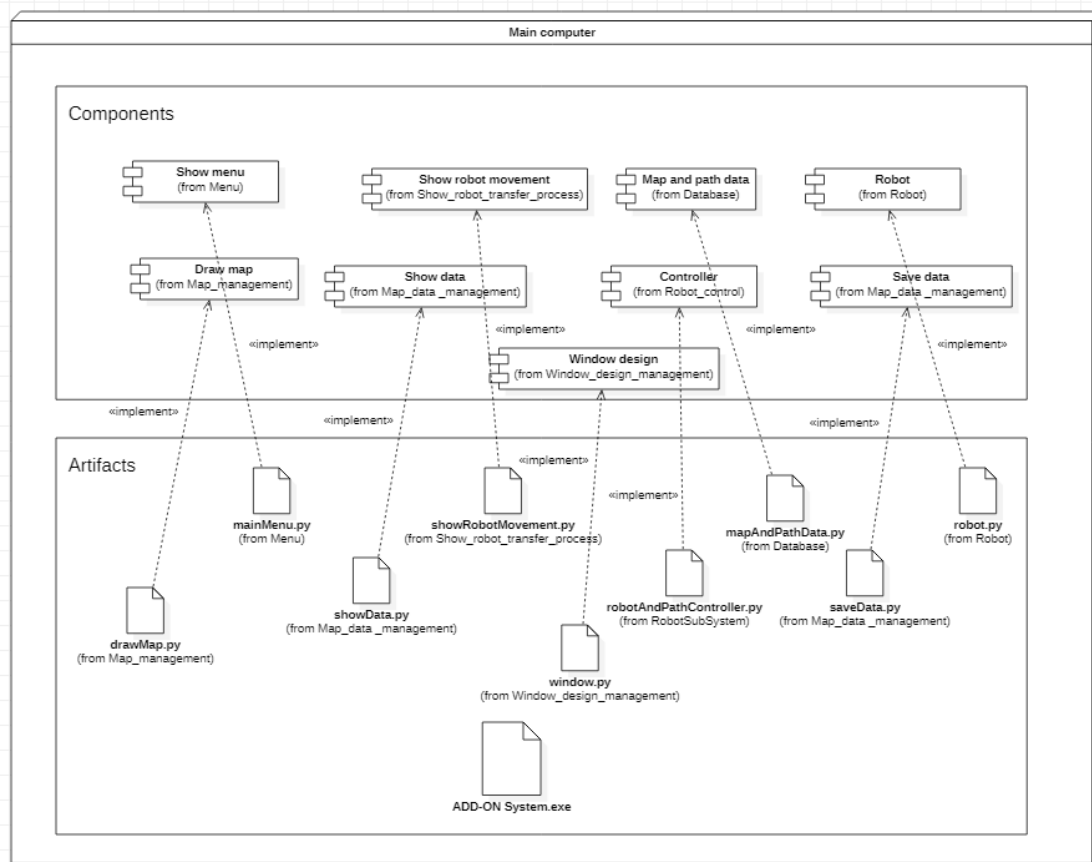 Main computer
Components
Show menu
(from Menu)
Show robot movement
(from Show_robot_transfer_process)
Map and path data
(from Database)
Robot
(from Robot)
Draw map
(from Map_management)
Show data
(from Map_data _management)
Controller
(from Robot_control)
Save data
(from Map_data _management)
«implement»
«implement»
«implement»
«implement»
Window design
(from Window_design_management)
«implement»
«implement»
«implement»
Artifacts
«implement»
«implement»
mainMenu.py
(from Menu)
showRobotMovement.py
(from Show_robot_transfer_process)
mapAndPathData.py
(from Database)
robot.py
(from Robot)
showData.py
(from Map_data _management)
robotAndPathController.py
(from RobotSubSystem)
saveData.py
(from Map_data _management)
drawMap.py
(from Map_management)
window.py
(from Window_design_management)
ADD-ON System.exe